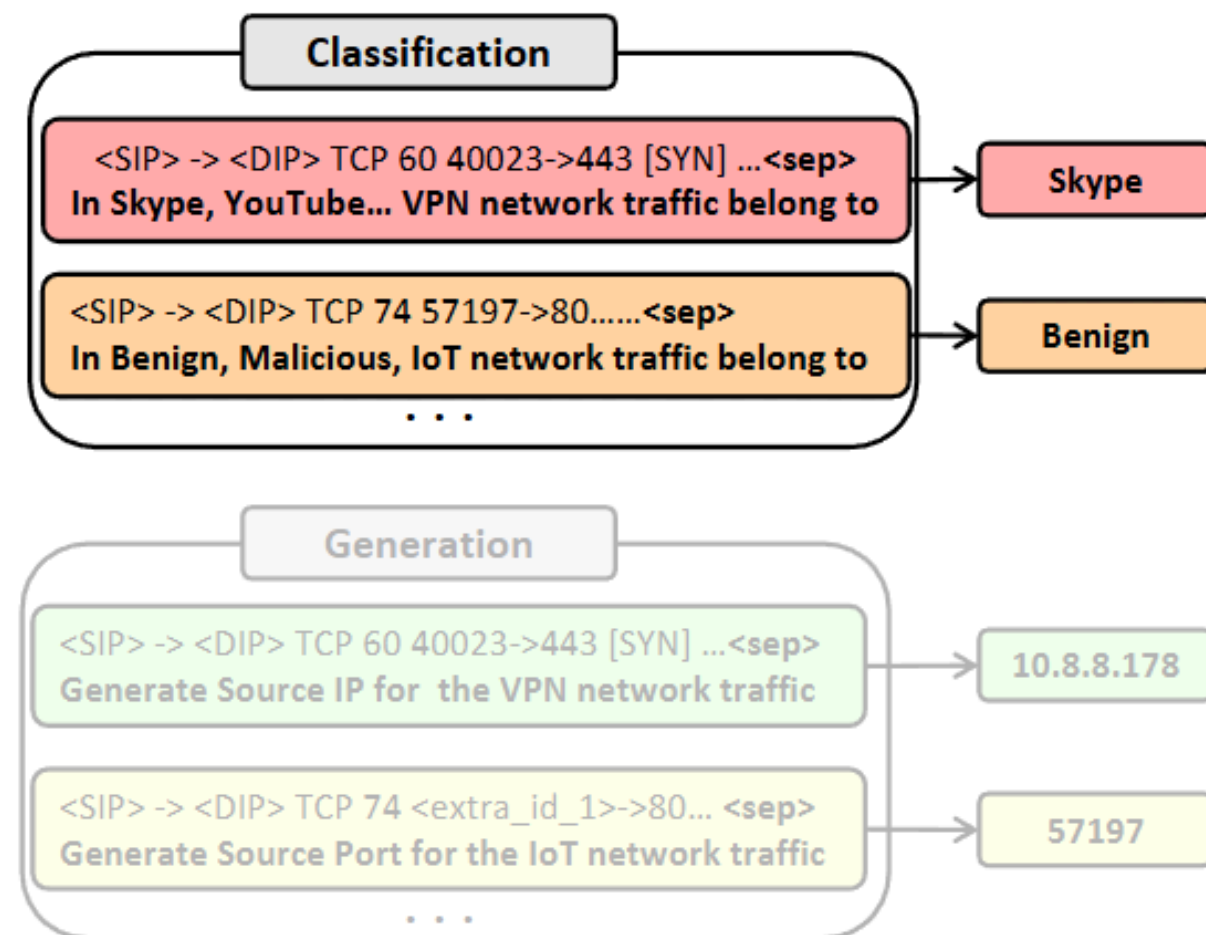 Classification
<SIP> -> <DIP> TCP 60 40023->443 [SYN] ...<sep>
In Skype, YouTube... VPN network traffic belong to
Skype
<SIP> -> <DIP> TCP 74 57197->80......<sep>
In Benign, Malicious, IoT network traffic belong to
Benign
. . .
Generation
<SIP> -> <DIP> TCP 60 40023->443 [SYN] ...<sep>
Generate Source IP for the VPN network traffic
10.8.8.178
<SIP> -> <DIP> TCP 74 <extra_id_1>->80... <sep>
Generate Source Port for the IoT network traffic
57197
. . .